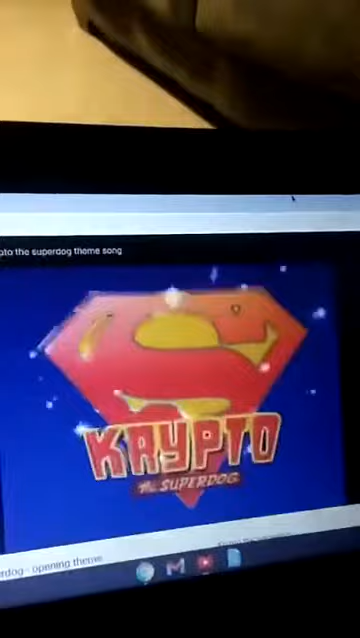 pto the superdog theme song
KRYPTO
the SUPERDOG
erdog - opening theme